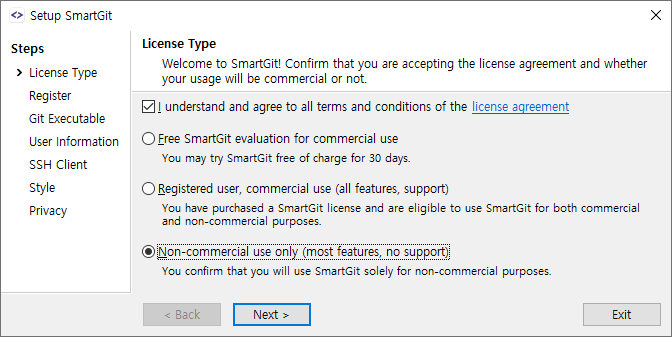 Setup SmartGit
Steps
License Type
Register
Git Executable
User Information
SSH Client
Style
Privacy
License Type
Welcome to SmartGit! Confirm that you are accepting the license agreement and whether
your usage will be commercial or not.
I understand and agree to all terms and conditions of the license agreement
Free SmartGit evaluation for commercial use
You may try SmartGit free of charge for 30 days.
Registered user, commercial use (all features, support)
You have purchased a SmartGit license and are eligible to use SmartGit for both commercial
and non-commercial purposes.
Non-commercial use only (most features, no support)
You confirm that you will use SmartGit solely for non-commercial purposes.
< Back
Next >
Exit